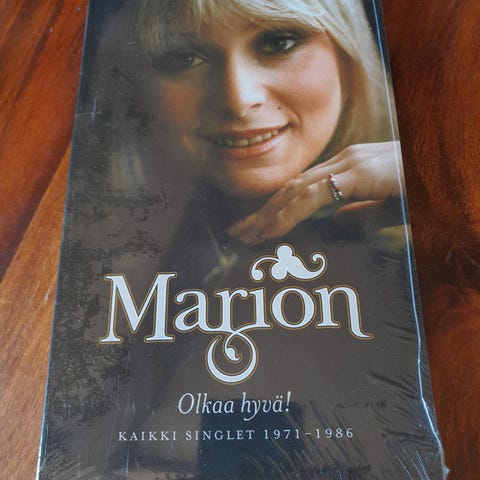 Marion
Olkaa hyvä!
KAIKKI SINGLET 1971–1986